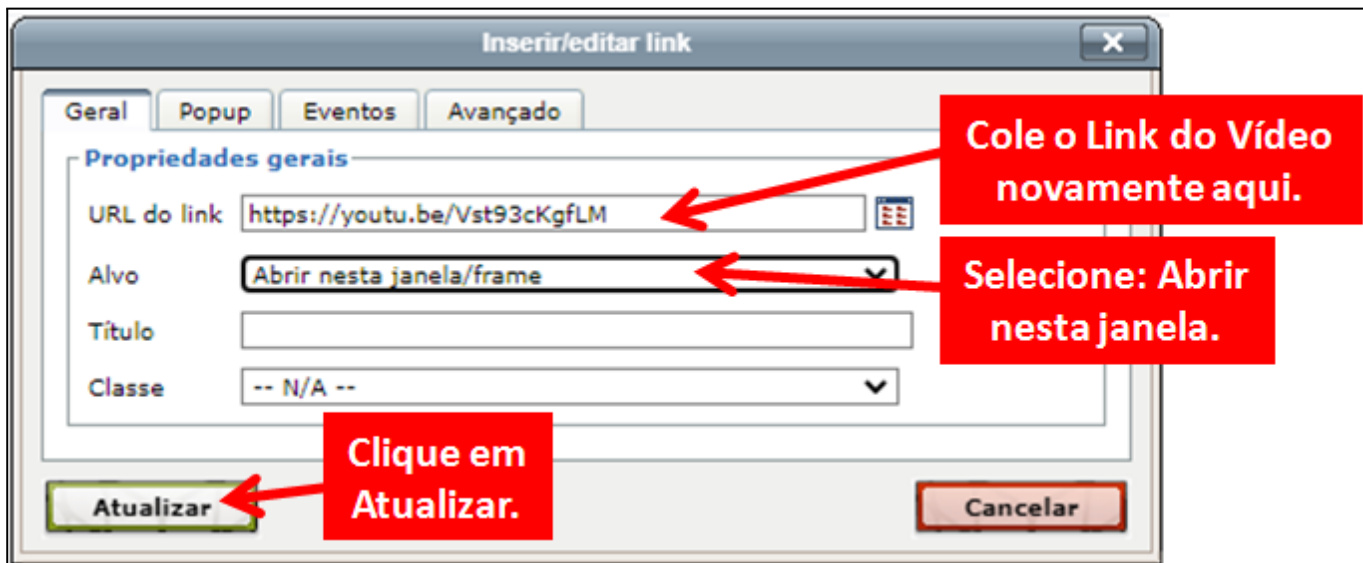 Inserir/editar link
Geral Popup Eventos Avançado
Propriedades gerais
Cole o Link do Vídeo
novamente aqui.
URL do link https://youtu.be/Vst93cKgfLM
Alvo Abrir nesta janela/frame
Selecione: Abrir
nesta janela.
Título
Classe -- N/A --
Clique em
Atualizar.
Atualizar
Cancelar